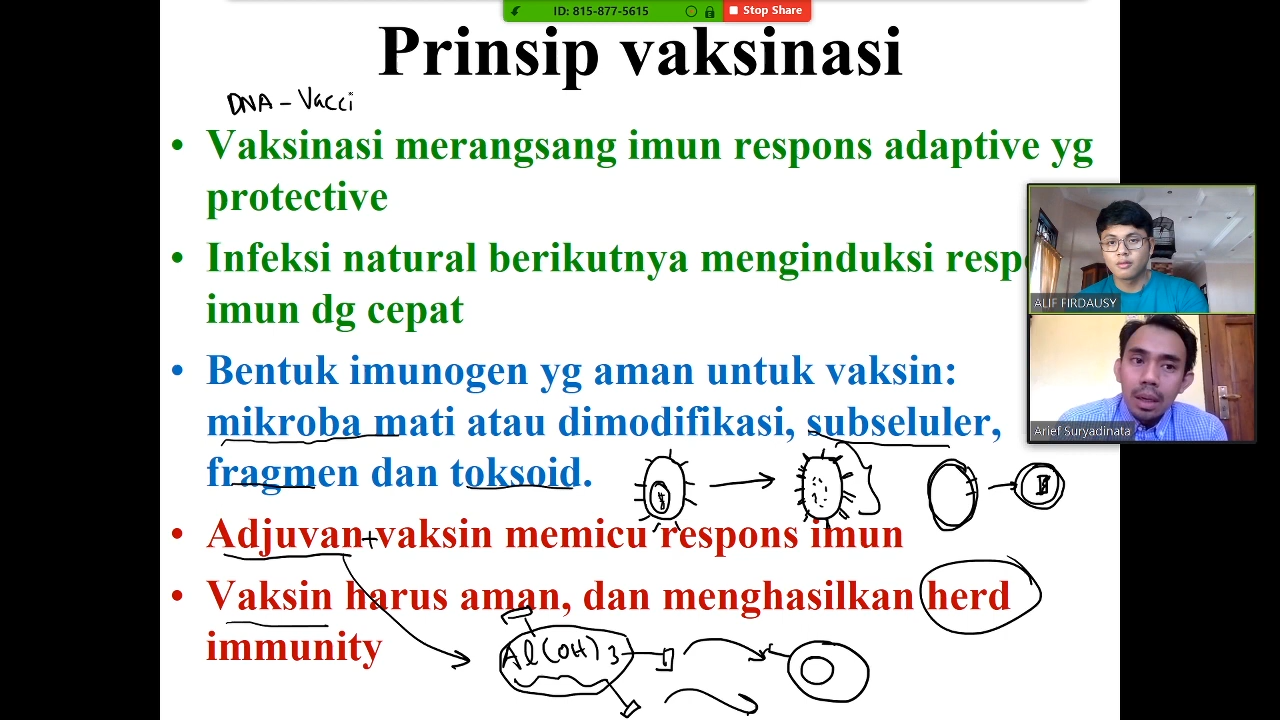 ID: 815-877-5615 Stop Share
Prinsip vaksinasi
DNA - Vacci
• Vaksinasi merangsang imun respons adaptive yg
protective
• Infeksi natural berikutnya menginduksi
imun dg cepat
• Bentuk imunogen yg aman untuk vaksin:
mikroba mati atau dimodifikasi, subseluler,
fragmen dan toksoid.
• Adjuvan+vaksin memicu respons imun
• Vaksin harus aman, dan menghasilkan herd
immunity
Al(OH)3
ALIF FIRDAUSY
Arief Suryadinata